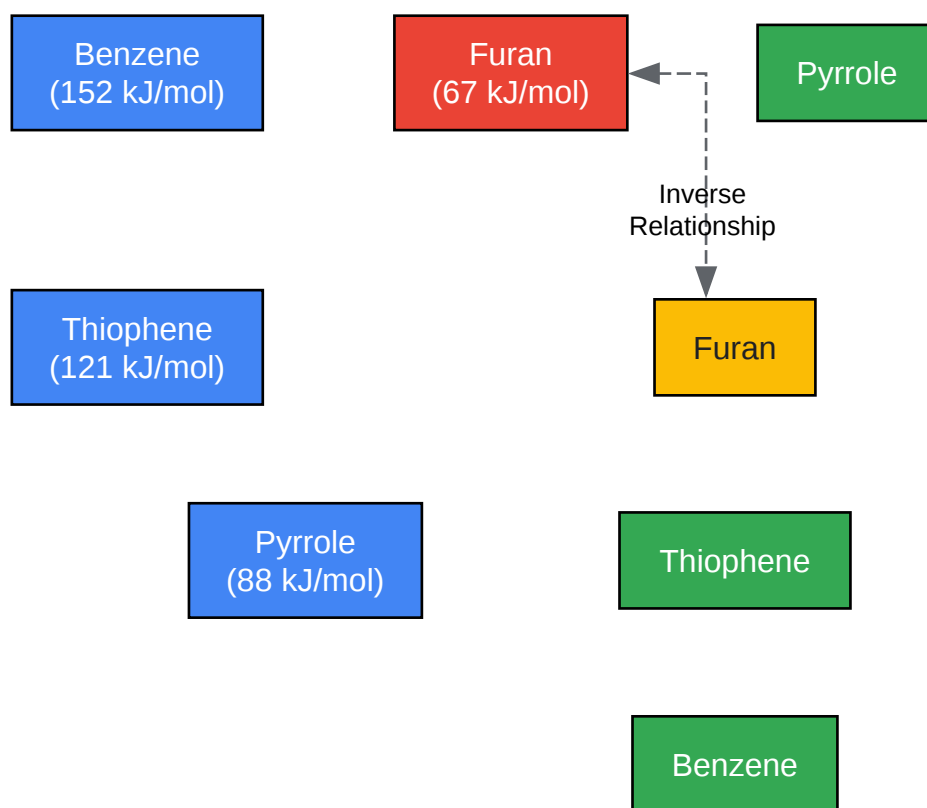 Benzene
(152 kJ/mol)
Furan
(67 kJ/mol)
Pyrrole
Inverse
Relationship
Thiophene
(121 kJ/mol)
Furan
Pyrrole
(88 kJ/mol)
Thiophene
Benzene